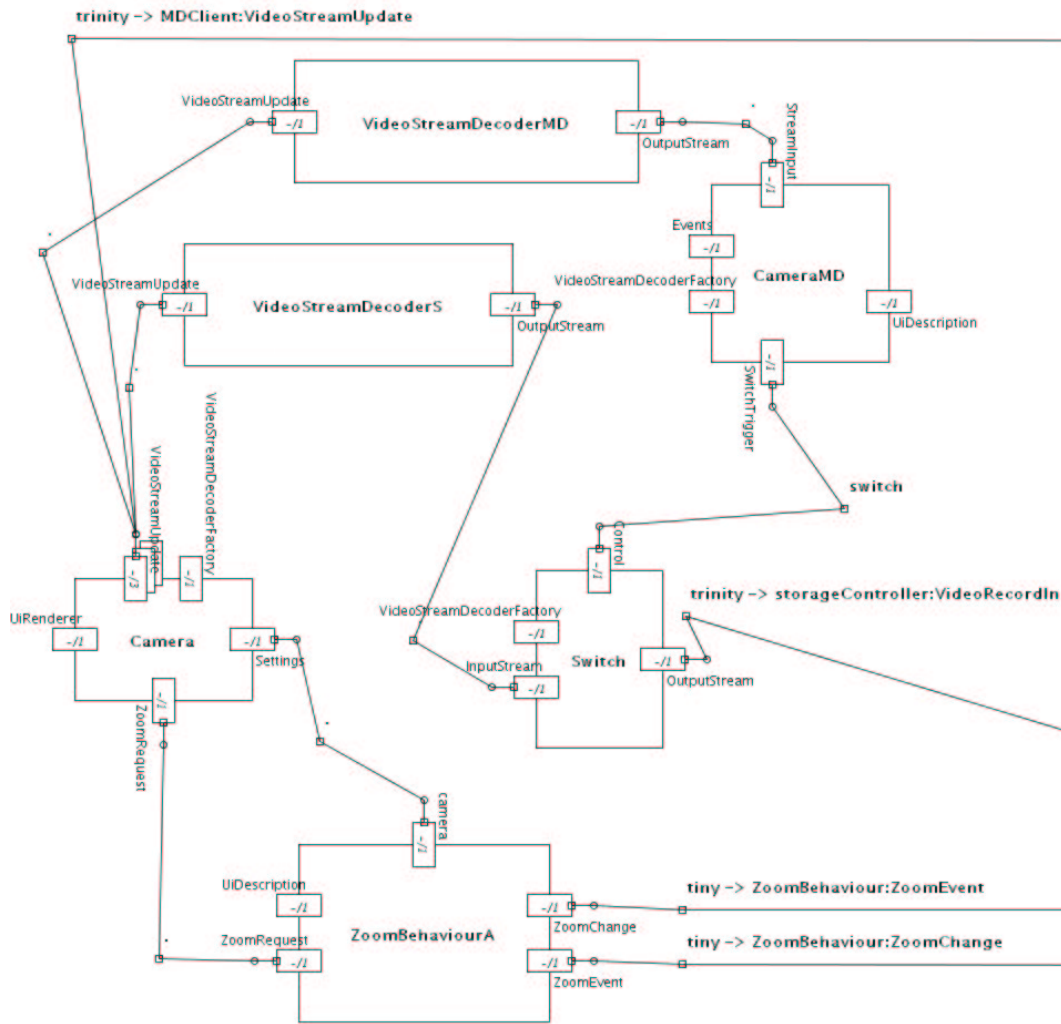 trinity -> MDClient:VideoStreamUpdate
VideoStreamUpdate
-/1
VideoStreamDecoderMD
-/1
OutputStream
StreamInput
-/1
Events
-/1
CameraMD
VideoStreamDecoderFactory
-/1
-/1
UiDescription
-/1
SwitchTrigger
VideoStreamUpdate
-/1
VideoStreamDecoderS
-/1
OutputStream
VideoStreamUpdate
VideoStreamDecoderFactory
-/3
-/1
UiRenderer
-/1
Camera
-/1
Settings
-/1
ZoomRequest
switch
Control
-/1
VideoStreamDecoderFactory
-/1
Switch
InputStream
-/1
-/1
OutputStream
trinity -> storageController:VideoRecordIn
camera
-/1
UiDescription
-/1
ZoomBehaviourA
ZoomRequest
-/1
-/1
ZoomChange
-/1
ZoomEvent
tiny -> ZoomBehaviour:ZoomEvent
tiny -> ZoomBehaviour:ZoomChange